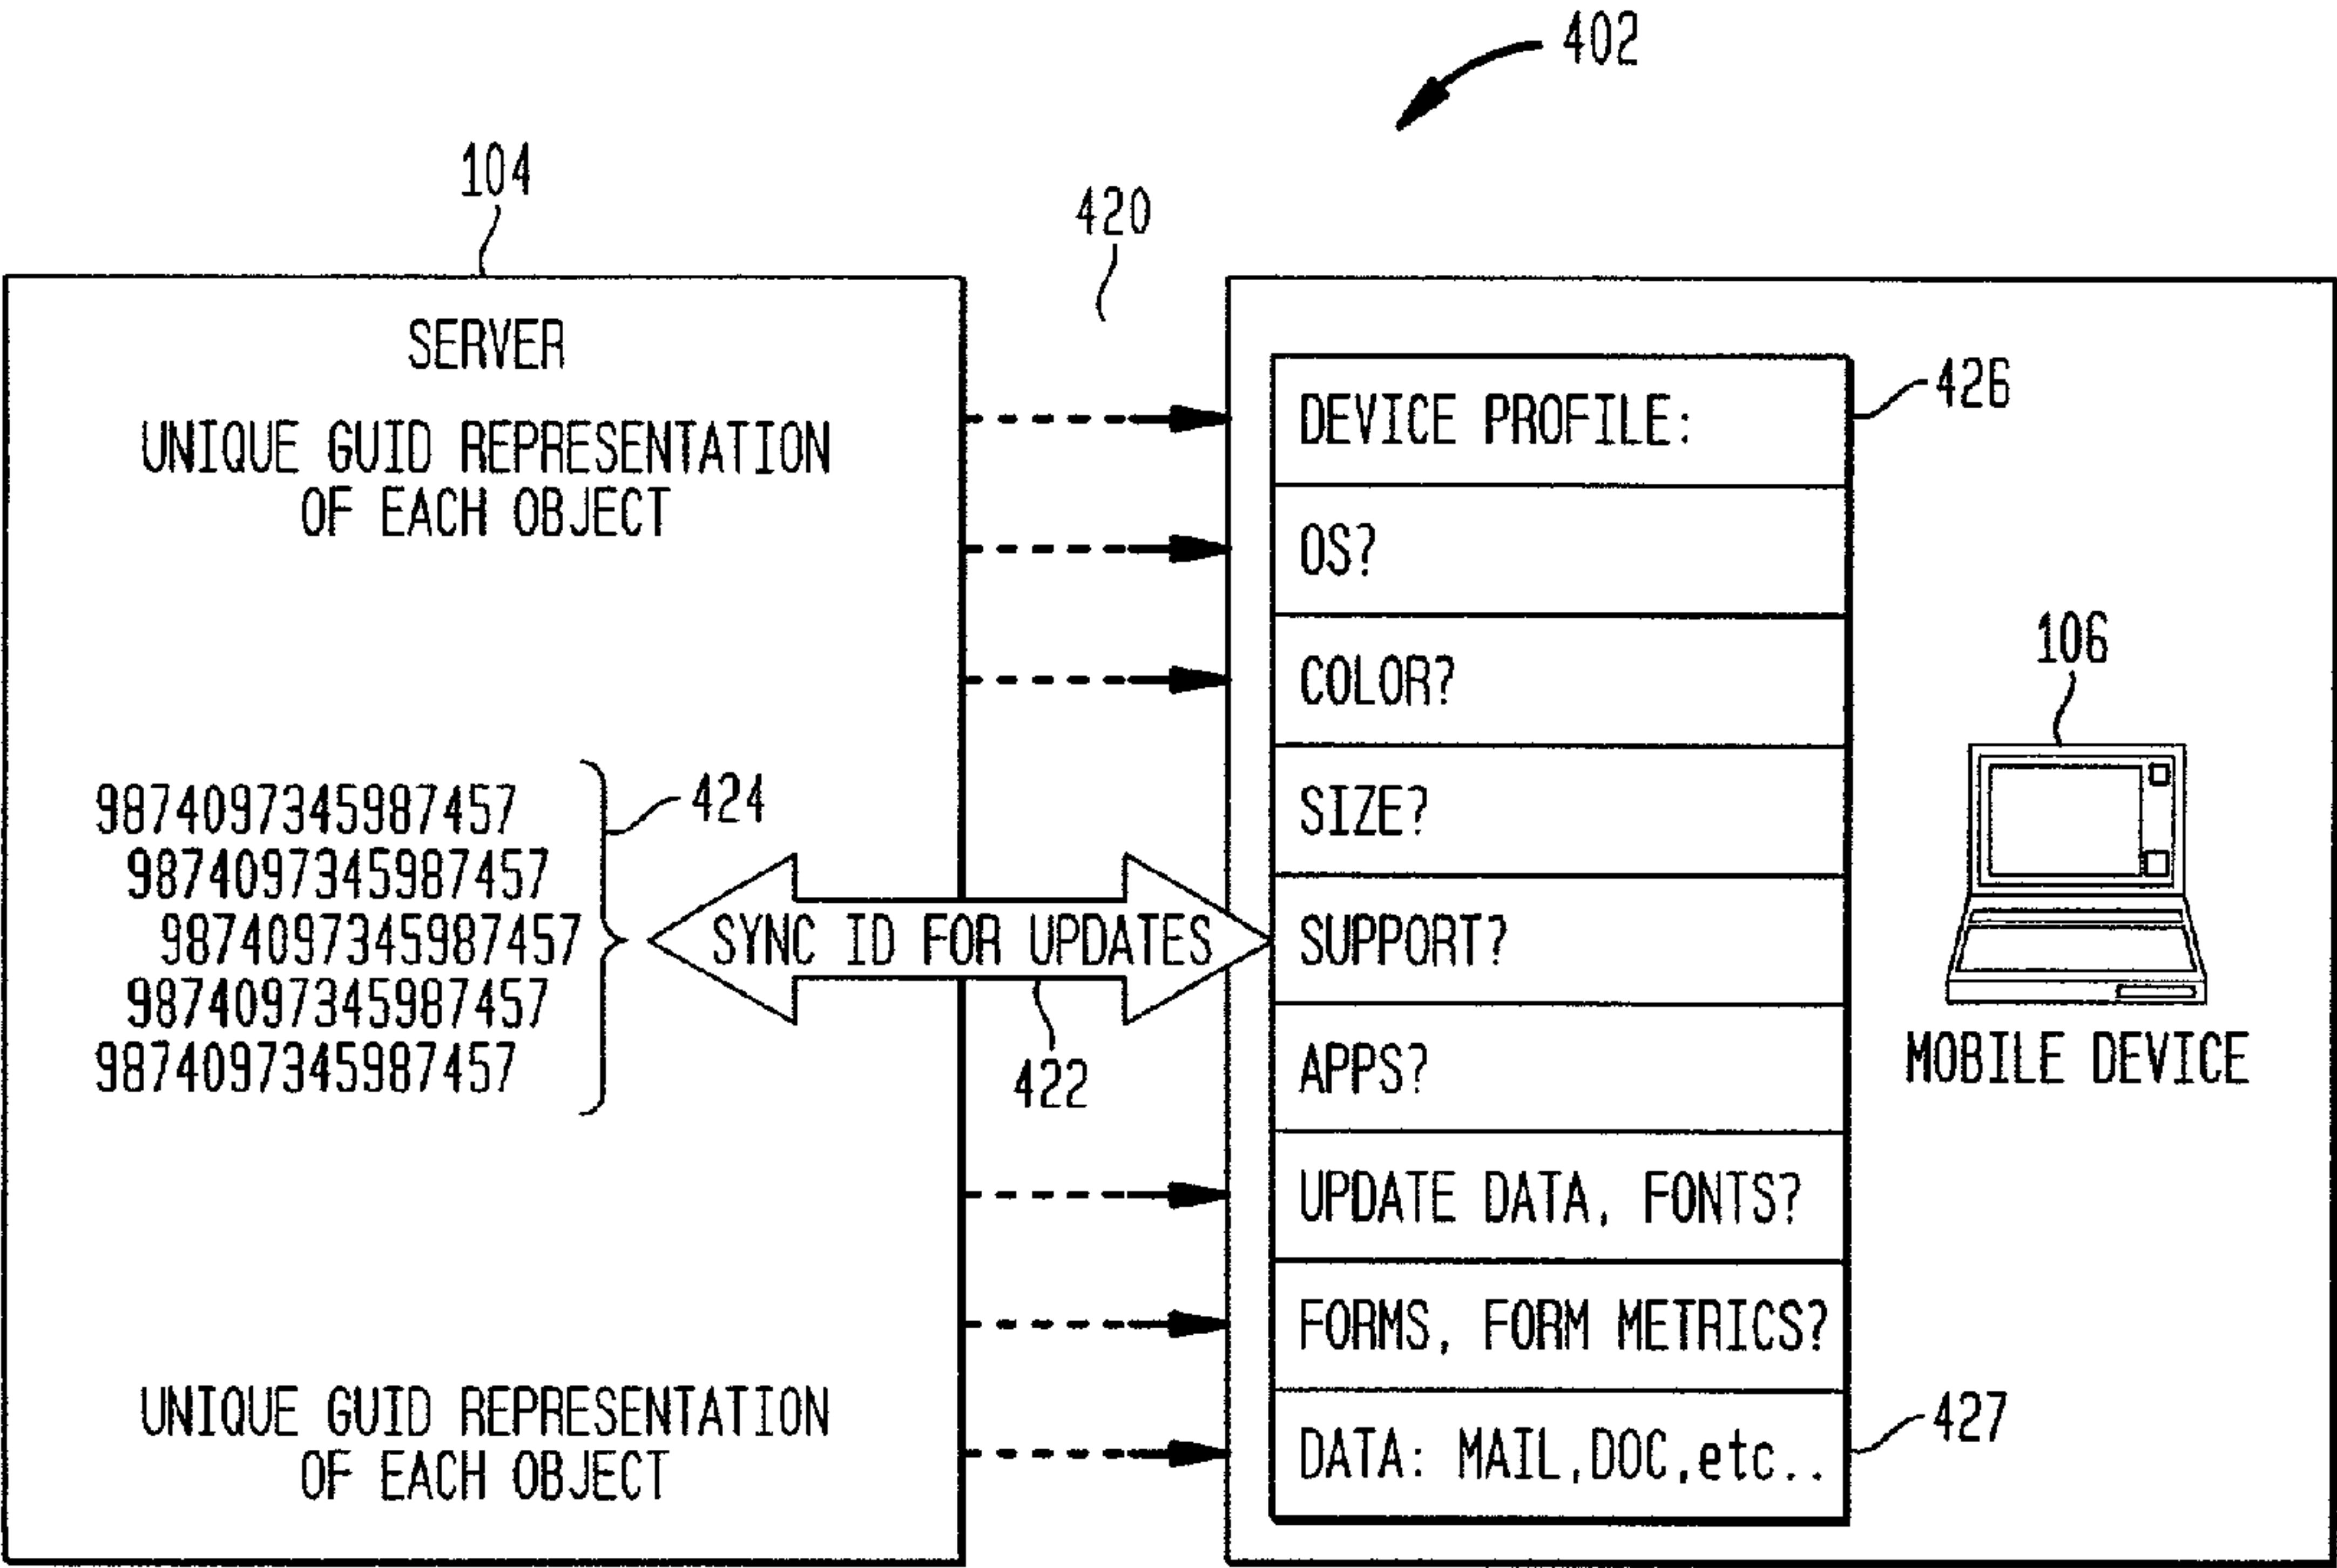 402
104
420
SERVER
UNIQUE GUID REPRESENTATION
OF EACH OBJECT
9874097345987457
9874097345987457
9874097345987457
9874097345987457
9874097345987457
424
SYNC ID FOR UPDATES
422
UNIQUE GUID REPRESENTATION
OF EACH OBJECT
DEVICE PROFILE:
426
OS?
COLOR?
SIZE?
SUPPORT?
APPS?
UPDATE DATA, FONTS?
FORMS, FORM METRICS?
DATA: MAIL,DOC,etc..
427
106
MOBILE DEVICE